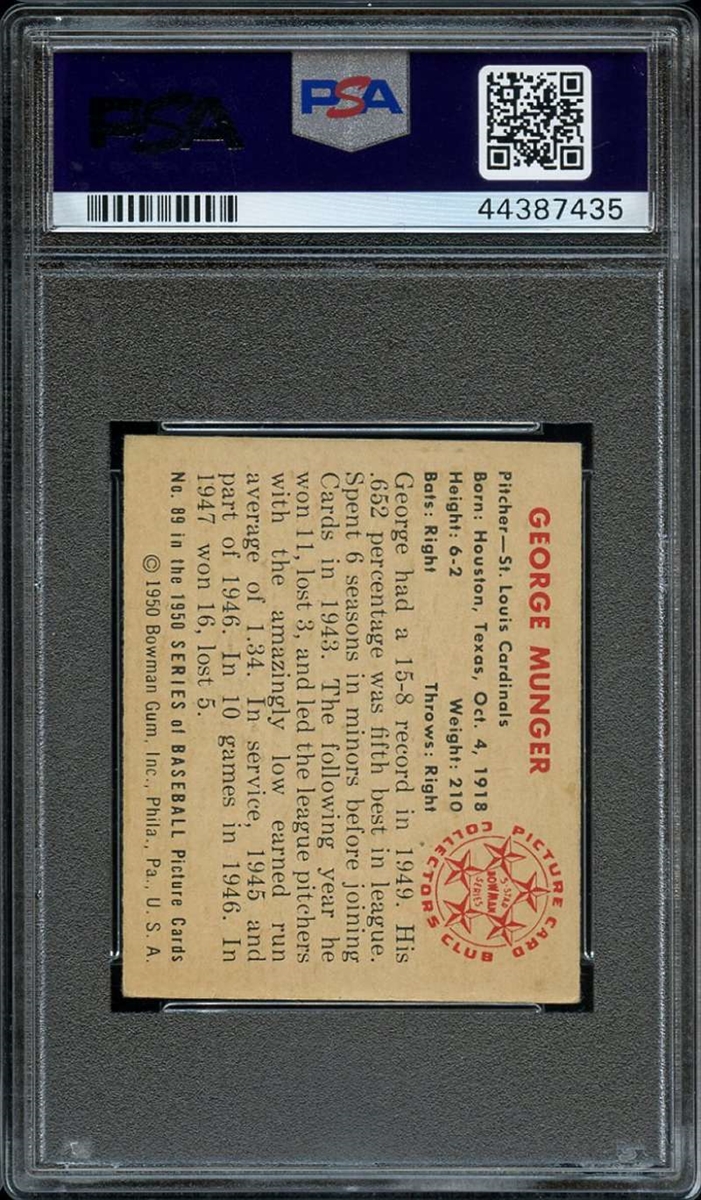 PSA
PSA
44387435
GEORGE MUNGER
Pitcher—St. Louis Cardinals
Born: Houston, Texas, Oct. 4, 1918
Height: 6-2 Weight: 210
Bats: Right Throws: Right
PICTURE CARD COLLECTORS CLUB
5-STAR
BOWMAN
SERIES
George had a 15-8 record in 1949. His
.652 percentage was fifth best in league.
Spent 6 seasons in minors before joining
Cards in 1943. The following year he
won 11, lost 3, and led the league pitchers
with the amazingly low earned run
average of 1.34. In service, 1945 and
part of 1946. In 10 games in 1946. In
1947 won 16, lost 5.
No. 89 in the 1950 SERIES of BASEBALL Picture Cards
©1950 Bowman Gum, Inc., Phila., Pa., U. S. A.